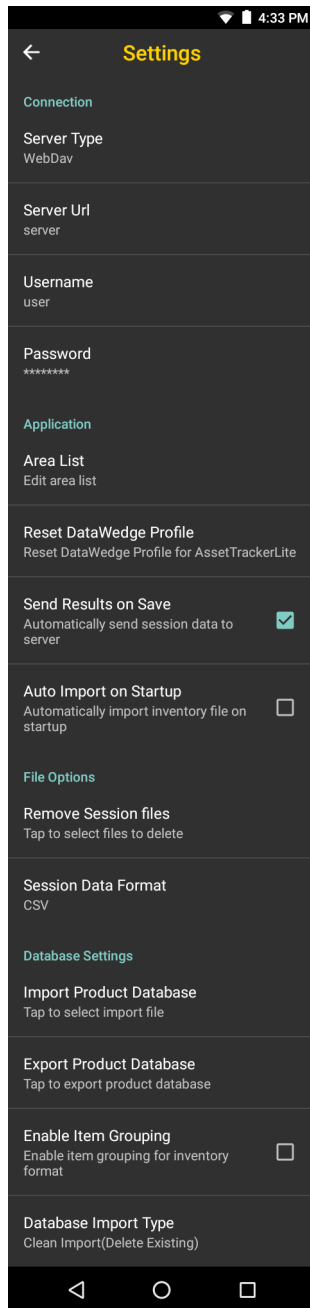 4:33 PM
Settings
Connection
Server Type
WebDav
Server Url
server
Username
user
Password
********
Application
Area List
Edit area list
Reset DataWedge Profile
Reset DataWedge Profile for AssetTrackerLite
Send Results on Save
Automatically send session data to
server
Auto Import on Startup
Automatically import inventory file on
startup
File Options
Remove Session files
Tap to select files to delete
Session Data Format
CSV
Database Settings
Import Product Database
Tap to select import file
Export Product Database
Tap to export product database
Enable Item Grouping
Enable item grouping for inventory
format
Database Import Type
Clean Import(Delete Existing)